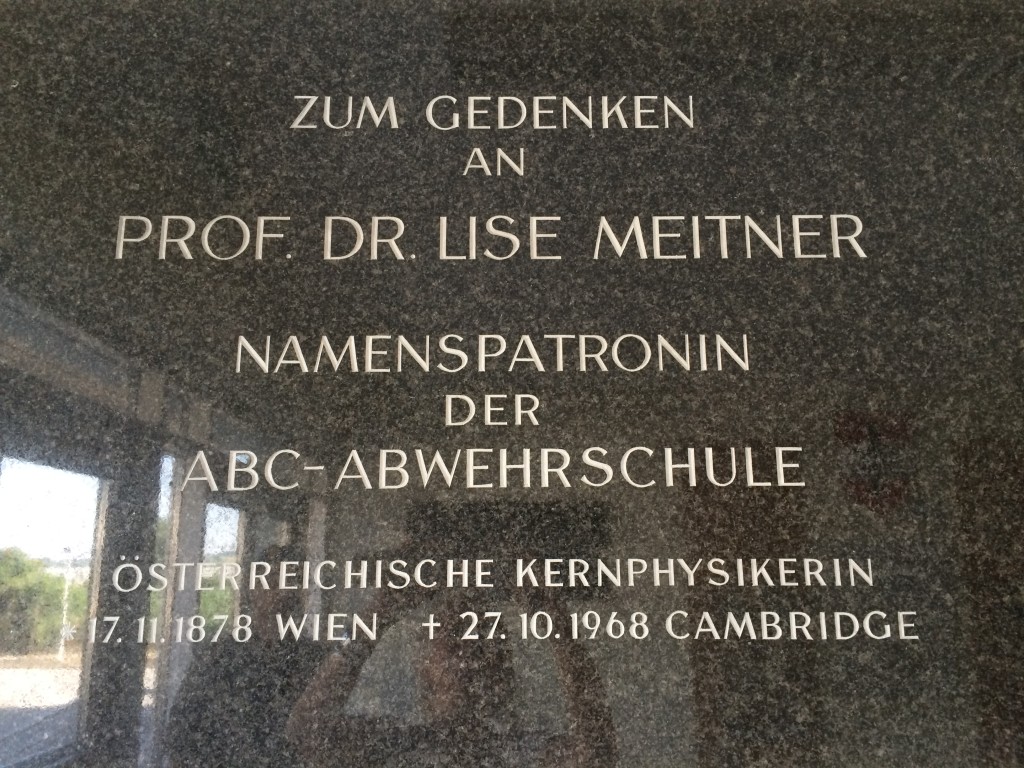 ZUM GEDENKEN
AN
PROF. DR. LISE MEITNER
NAMENSPATRONIN
DER
ABC-ABWEHRSCHULE
ÖSTERREICHISCHE KERNPHYSIKERIN
* 17. 11. 1878 WIEN + 27. 10. 1968 CAMBRIDGE